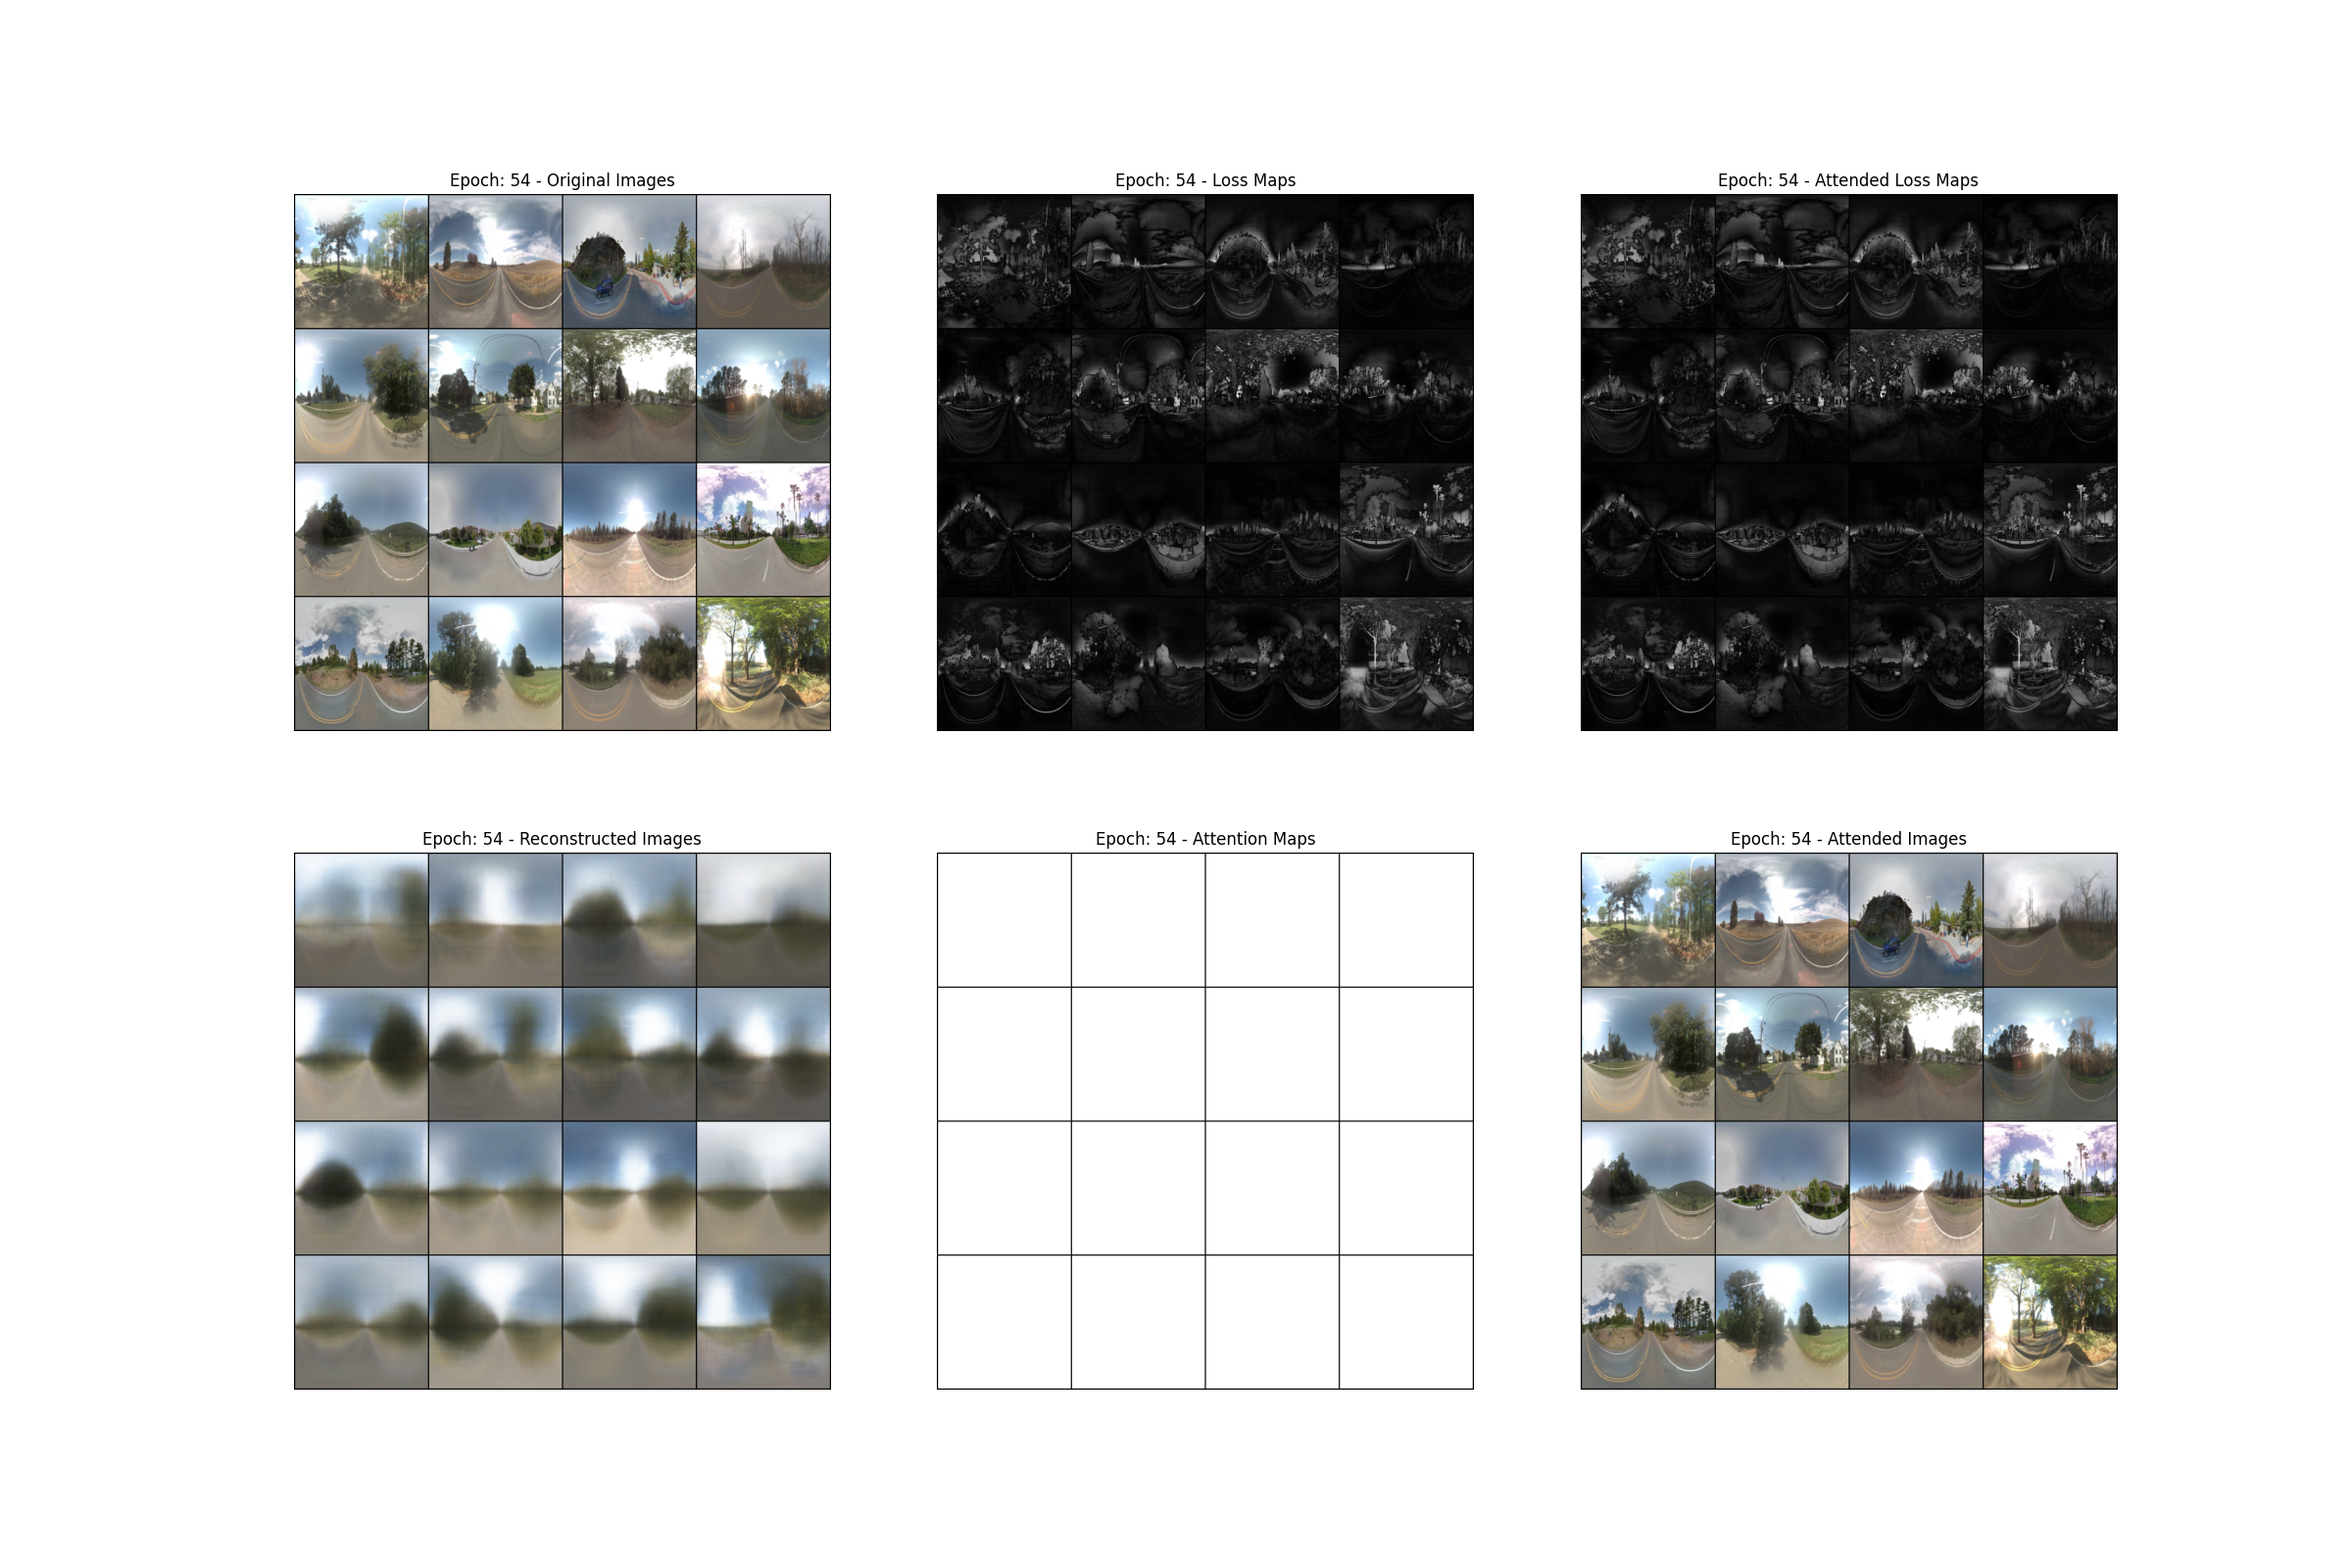 Epoch: 54 - Original Images
Epoch: 54 - Loss Maps
Epoch: 54 - Attended Loss Maps
Epoch: 54 - Reconstructed Images
Epoch: 54 - Attention Maps
Epoch: 54 - Attended Images